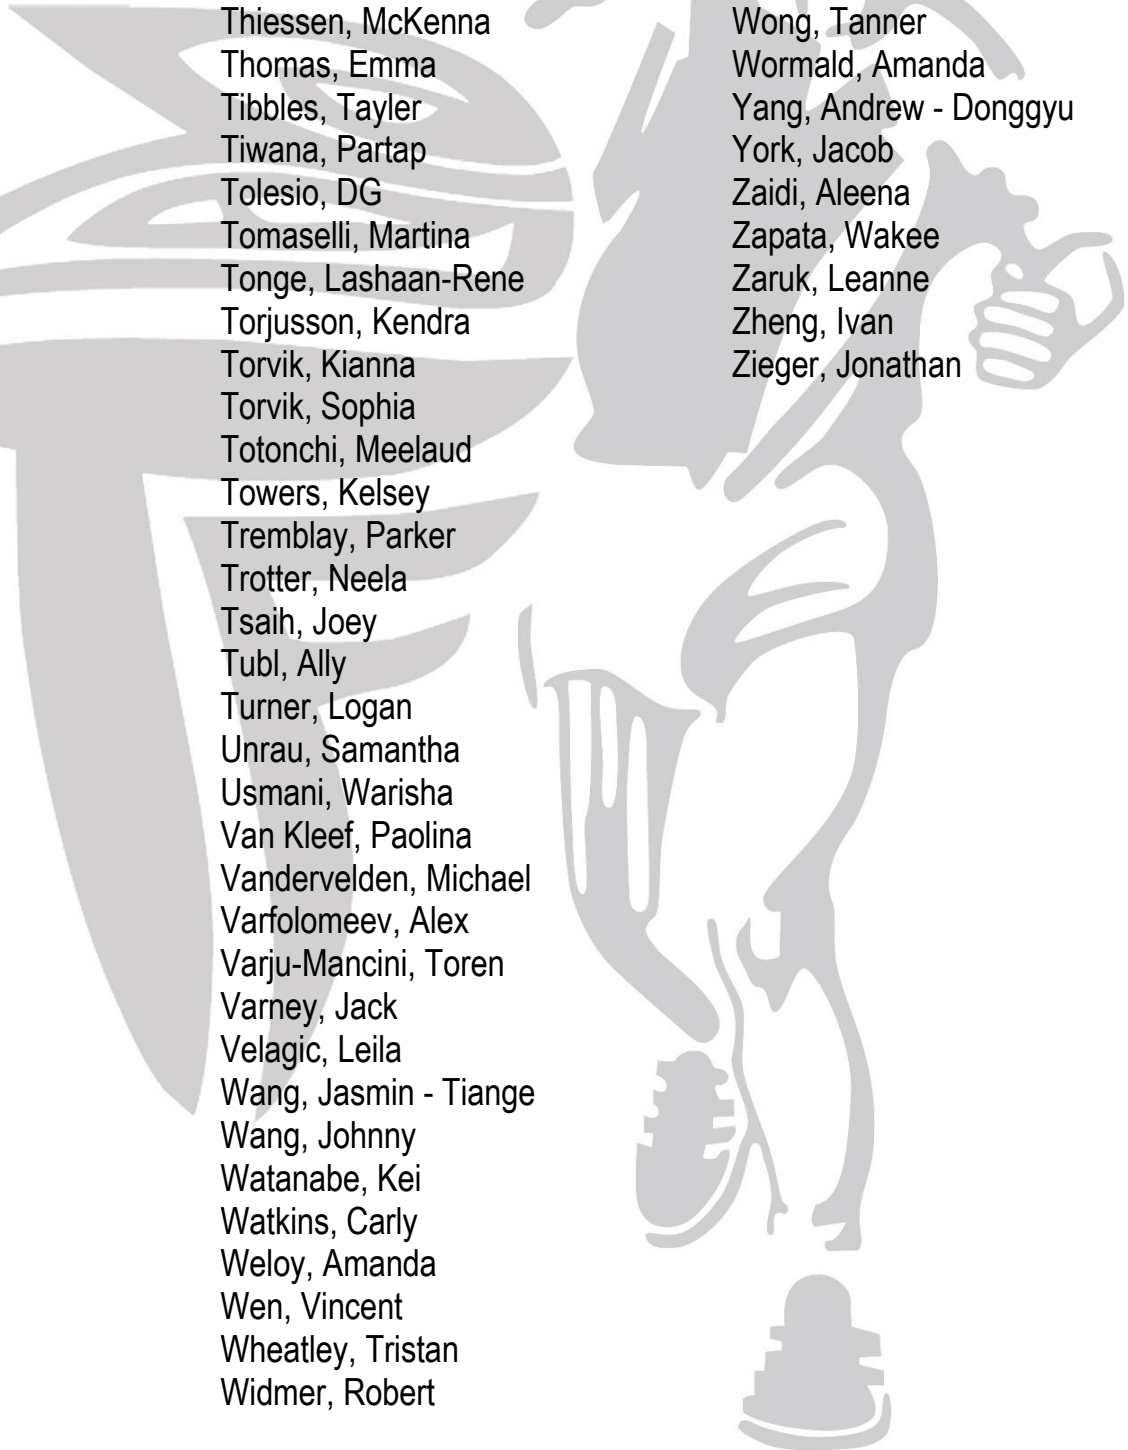 Thiessen, McKenna
Thomas, Emma
Tibbles, Tayler
Tiwana, Partap
Tolesio, DG
Tomaselli, Martina
Tonge, Lashaan-Rene
Torjusson, Kendra
Torvik, Kianna
Torvik, Sophia
Totonchi, Meelaud
Towers, Kelsey
Tremblay, Parker
Trotter, Neela
Tsaih, Joey
Tubl, Ally
Turner, Logan
Unrau, Samantha
Usmani, Warisha
Van Kleef, Paolina
Vandervelden, Michael
Varfolomeev, Alex
Varju-Mancini, Toren
Varney, Jack
Velagic, Leila
Wang, Jasmin - Tiange
Wang, Johnny
Watanabe, Kei
Watkins, Carly
Weloy, Amanda
Wen, Vincent
Wheatley, Tristan
Widmer, Robert
Wong, Tanner
Wormald, Amanda
Yang, Andrew - Donggyu
York, Jacob
Zaidi, Aleena
Zapata, Wakee
Zaruk, Leanne
Zheng, Ivan
Zieger, Jonathan